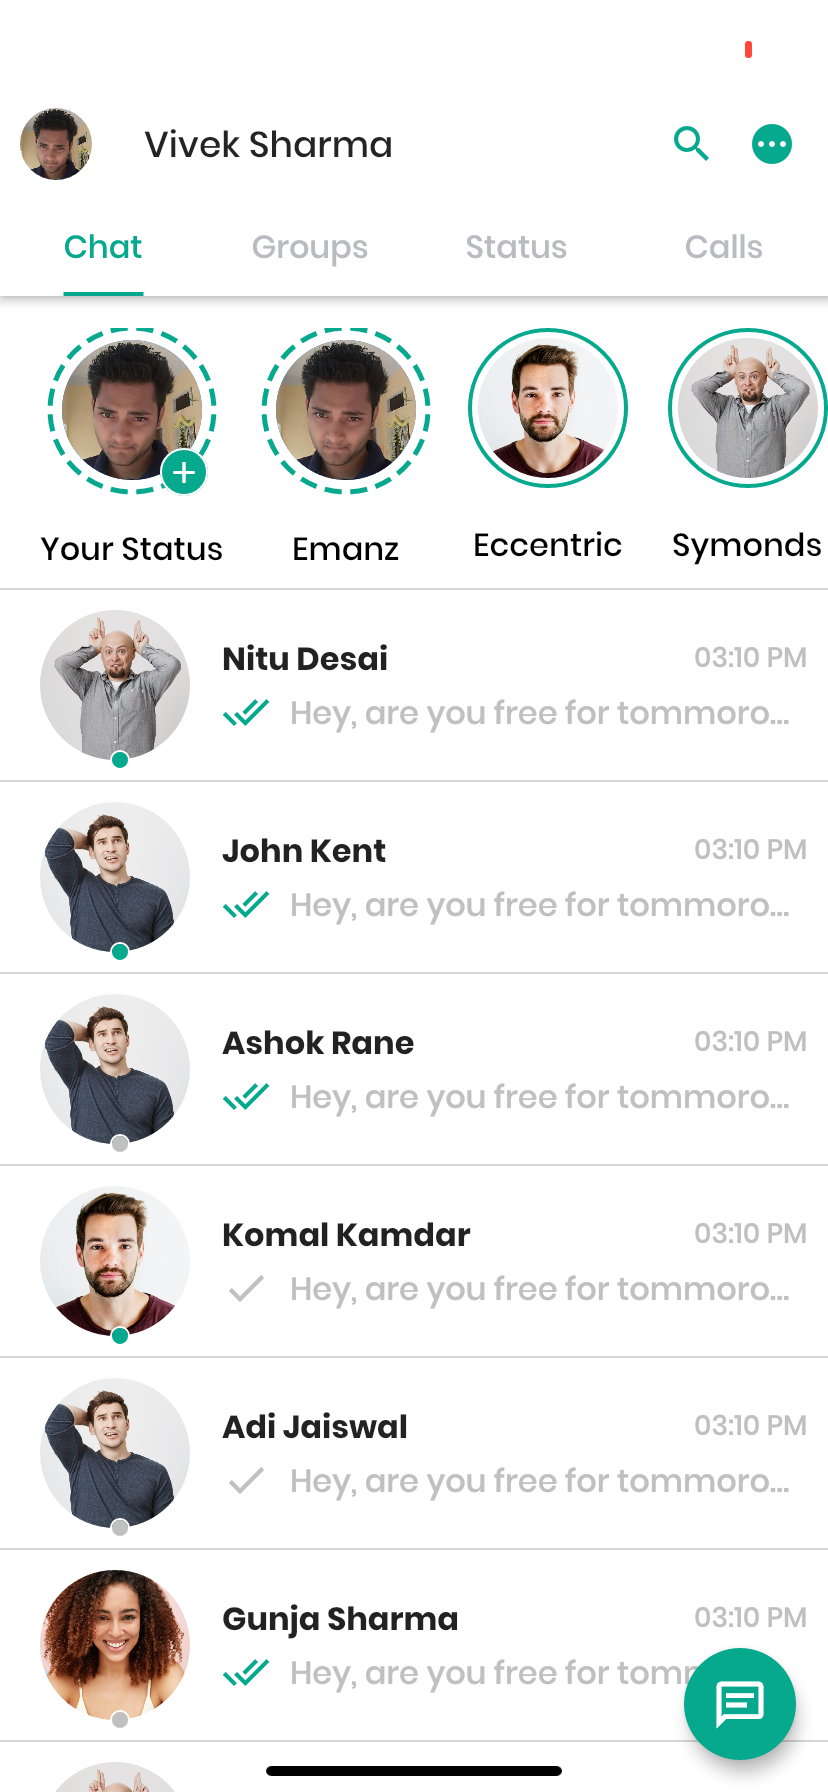 Vivek Sharma
Chat
Groups
Status
Calls
Your Status
Emanz
Eccentric
Symonds
Nitu Desai
03:10 PM
Hey, are you free for tommoro...
John Kent
03:10 PM
Hey, are you free for tommoro...
Ashok Rane
03:10 PM
Hey, are you free for tommoro...
Komal Kamdar
03:10 PM
Hey, are you free for tommoro...
Adi Jaiswal
03:10 PM
Hey, are you free for tommoro...
Gunja Sharma
03:10 PM
Hey, are you free for